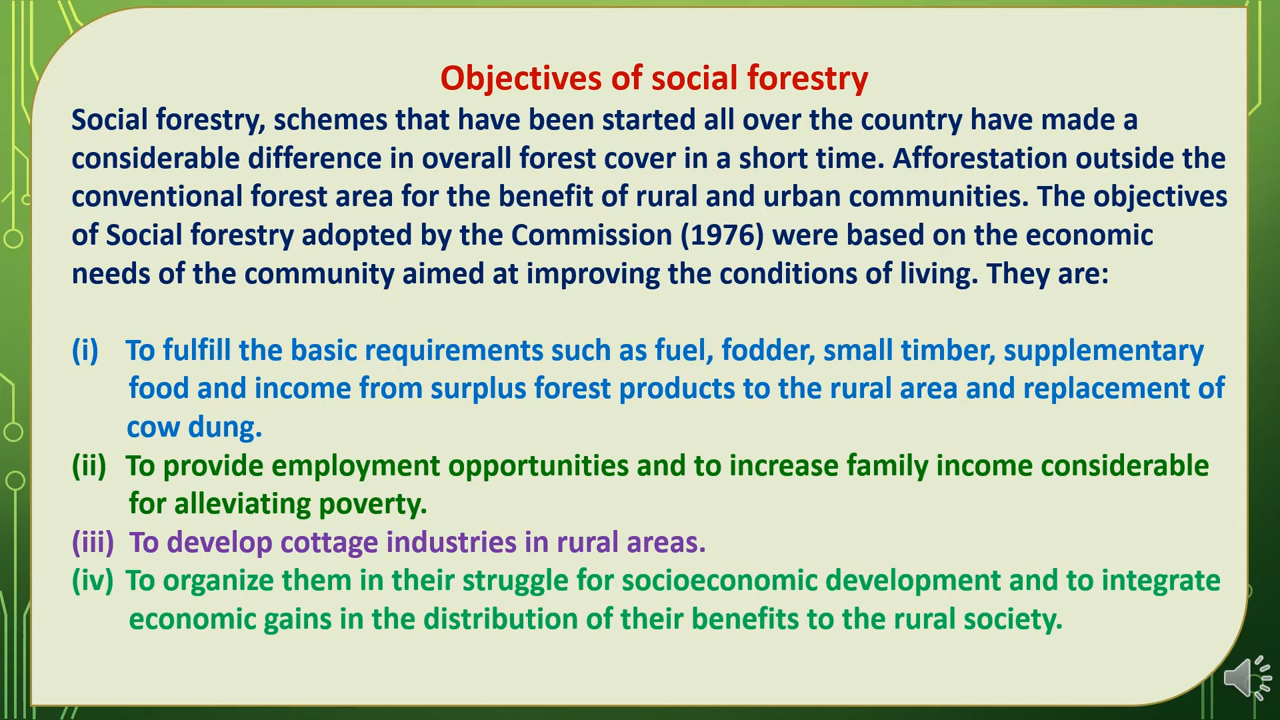 Objectives of social forestry
Social forestry, schemes that have been started all over the country have made a
considerable difference in overall forest cover in a short time. Afforestation outside the
conventional forest area for the benefit of rural and urban communities. The objectives
of Social forestry adopted by the Commission (1976) were based on the economic
needs of the community aimed at improving the conditions of living. They are:
(i) To fulfill the basic requirements such as fuel, fodder, small timber, supplementary
food and income from surplus forest products to the rural area and replacement of
cow dung.
(ii) To provide employment opportunities and to increase family income considerable
for alleviating poverty.
(iii) To develop cottage industries in rural areas.
(iv) To organize them in their struggle for socioeconomic development and to integrate
economic gains in the distribution of their benefits to the rural society.